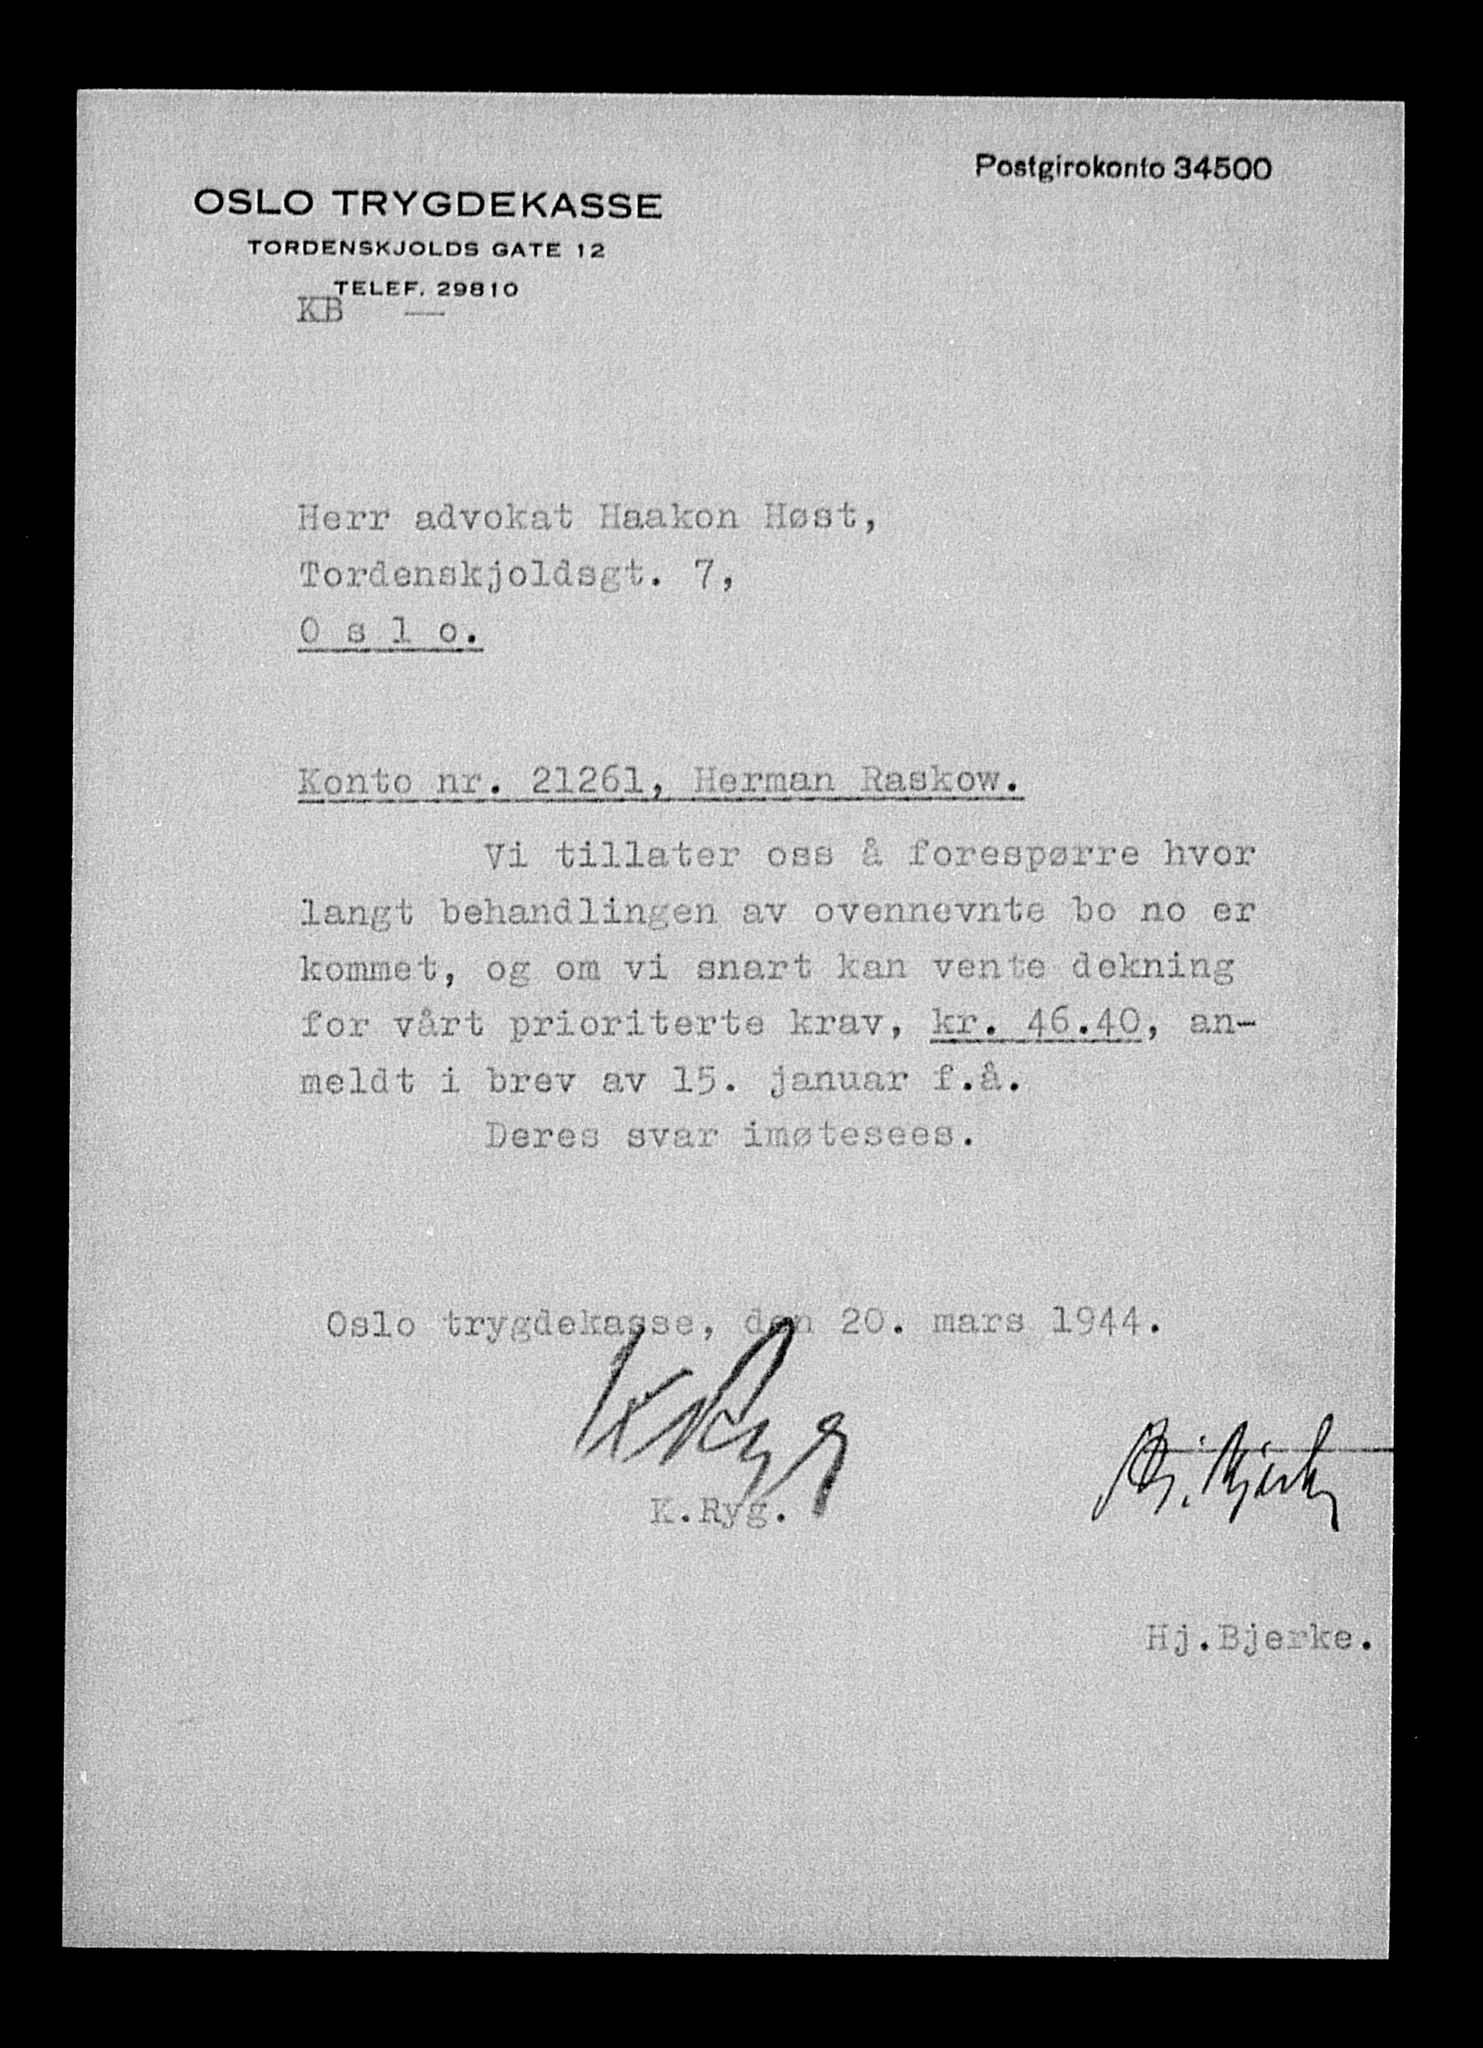 Postgirokonto 34500
OSLO TRYGDEKASSE
TORDENSKJOLDS GATE 12
TELEF. 29810
KB —
Herr advokat Haakon Høst,
Tordenskjoldsgt. 7,
O s l o.
Konto nr. 21261, Herman Raskow.
Vi tillater oss å forespørre hvor
langt behandlingen av ovennevnte bo no er
kommet, og om vi snart kan vente dekning
for vårt prioriterte krav, kr. 46.40, an-
meldt i brev av 15. januar f.å.
Deres svar imøtesees.
Oslo trygdekasse, den 20. mars 1944.
K Ryg
Hj. Bjerke
K.Ryg.
Hj.Bjerke.